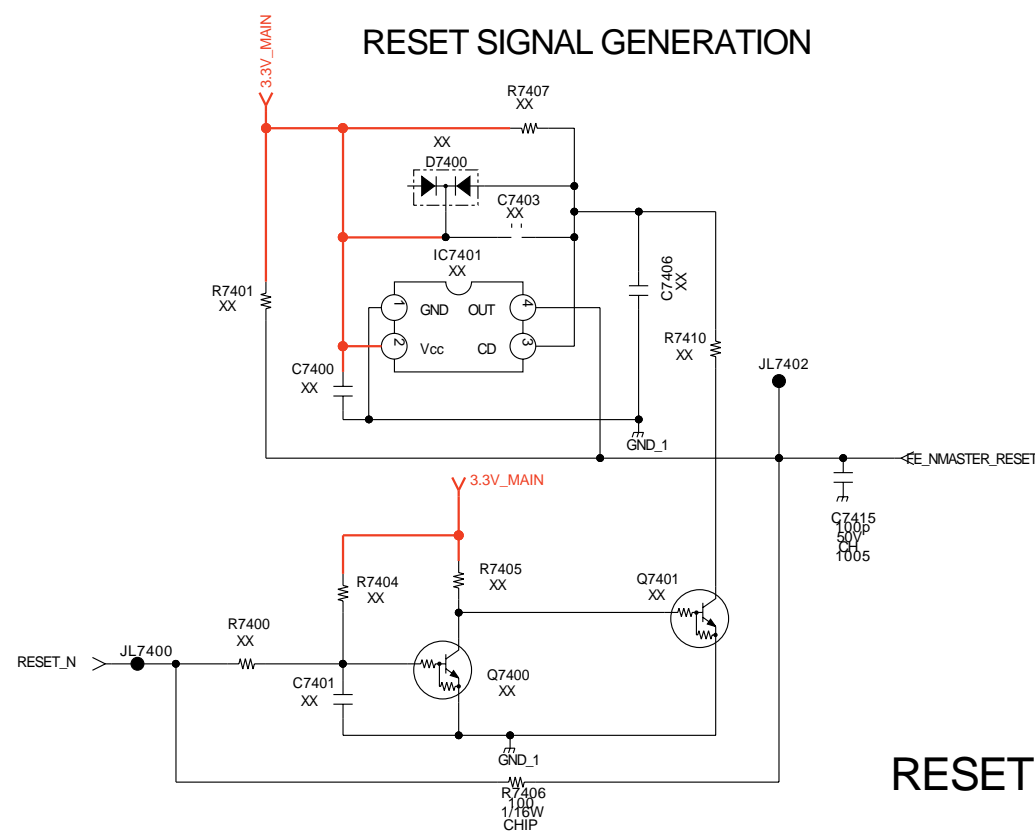 3.3V_MAIN
RESET SIGNAL GENERATION
R7407
XX
XX
D7400
C7403
XX
IC7401
XX
1
GND
OUT
4
2
Vcc
CD
3
R7401
XX
C7400
XX
C7406
XX
R7410
XX
JL7402
GND_1
EE_NMASTER_RESET
3.3V_MAIN
C7415
100p
50V
CH
1005
R7404
XX
R7405
XX
Q7401
XX
R7400
XX
RESET_N
JL7400
C7401
XX
Q7400
XX
GND_1
R7406
100
1/16W
CHIP
RESET